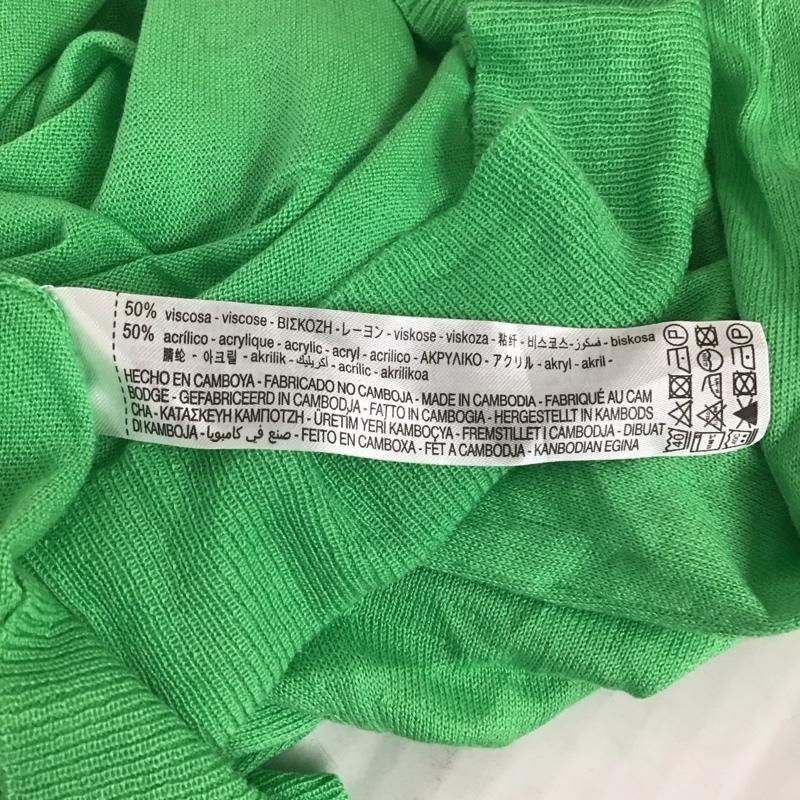 50% viscosa - viscose - ΒΙΣΚΟΖΗ - レーヨン - viskose - viskoza - 粘纤 - 비스코스 - فسكوز - biskosa
50% acrílico - acrylique - acrylic - acryl - acrilico - ΑΚΡΥΛΙΚΟ - アクリル - akryl - akril -
腈纶 - 아크릴 - akrilik - أكريليك - acrílic - akrilikoa
HECHO EN CAMBOYA - FABRICADO NO CAMBOJA - MADE IN CAMBODIA - FABRIQUÉ AU CAM
BODGE - GEFABRICEERD IN CAMBODJA - FATTO IN CAMBOGIA - HERGESTELLT IN KAMBODS
CHA - ΚΑΤΑΣΚΕΥΗ ΚΑΜΠΟΤΖΗ - ÜRETİM YERİ KAMBOÇYA - FREMSTILLET I CAMBODJA - DIBUAT
DI KAMBOJA - صنع في كامبوديا - FEITO EN CAMBOXA - FET A CAMBODJA - KANBODIAN EGINA